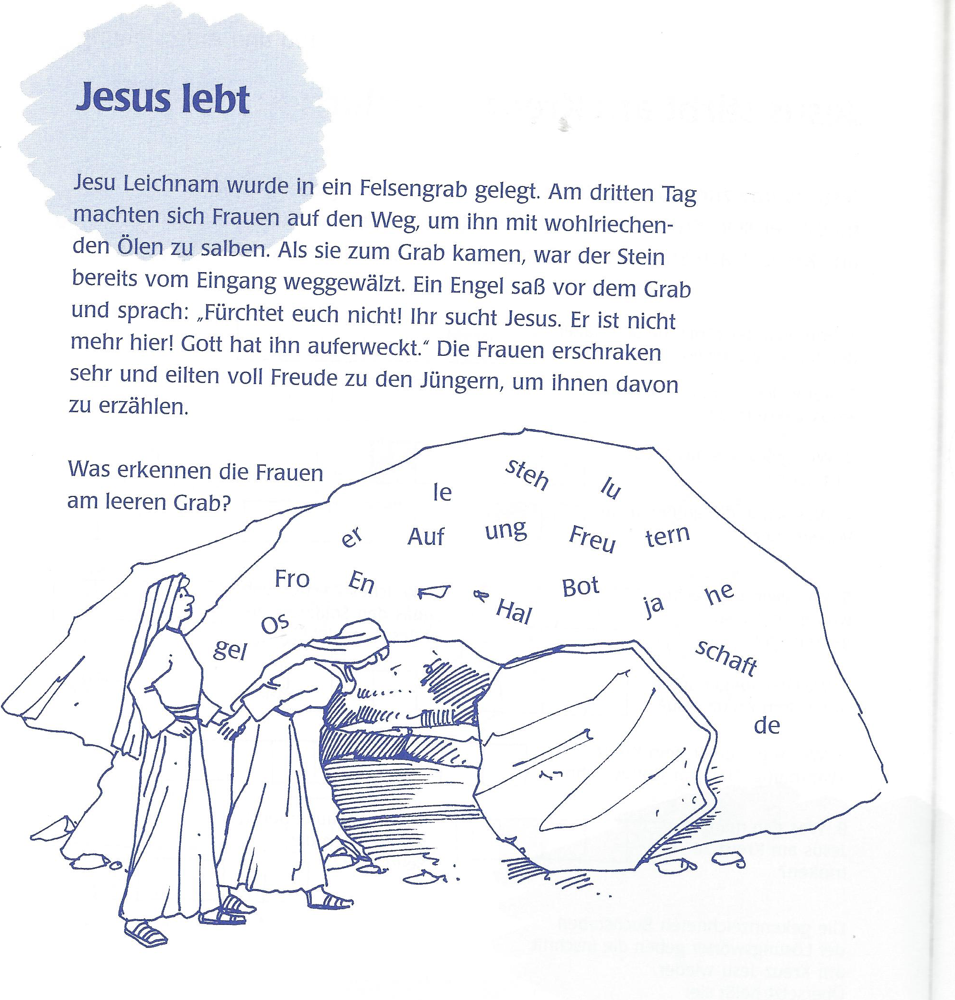 Jesus lebt
Jesu Leichnam wurde in ein Felsengrab gelegt. Am dritten Tag
machten sich Frauen auf den Weg, um ihn mit wohlriechen-
den Ölen zu salben. Als sie zum Grab kamen, war der Stein
bereits vom Eingang weggewälzt. Ein Engel saß vor dem Grab
und sprach: „Fürchtet euch nicht! Ihr sucht Jesus. Er ist nicht
mehr hier! Gott hat ihn auferweckt.“ Die Frauen erschraken
sehr und eilten voll Freude zu den Jüngern, um ihnen davon
zu erzählen.
Was erkennen die Frauen
am leeren Grab?
le steh lu
er Auf ung Freu tern
Fro En Hal Bot ja he
Os
gel schaft
de